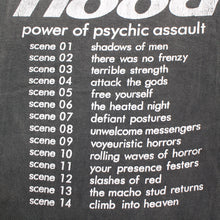 power of psychic assault
scene 01 shadows of men
scene 02 there was no frenzy
scene 03 terrible strength
scene 04 attack the gods
scene 05 free yourself
scene 06 the heated night
scene 07 defiant postures
scene 08 unwelcome messengers
scene 09 voyeuristic horrors
scene 10 rolling waves of horror
scene 11 your presence festers
scene 12 slashes of red
scene 13 the macho stud returns
scene 14 climb into heaven